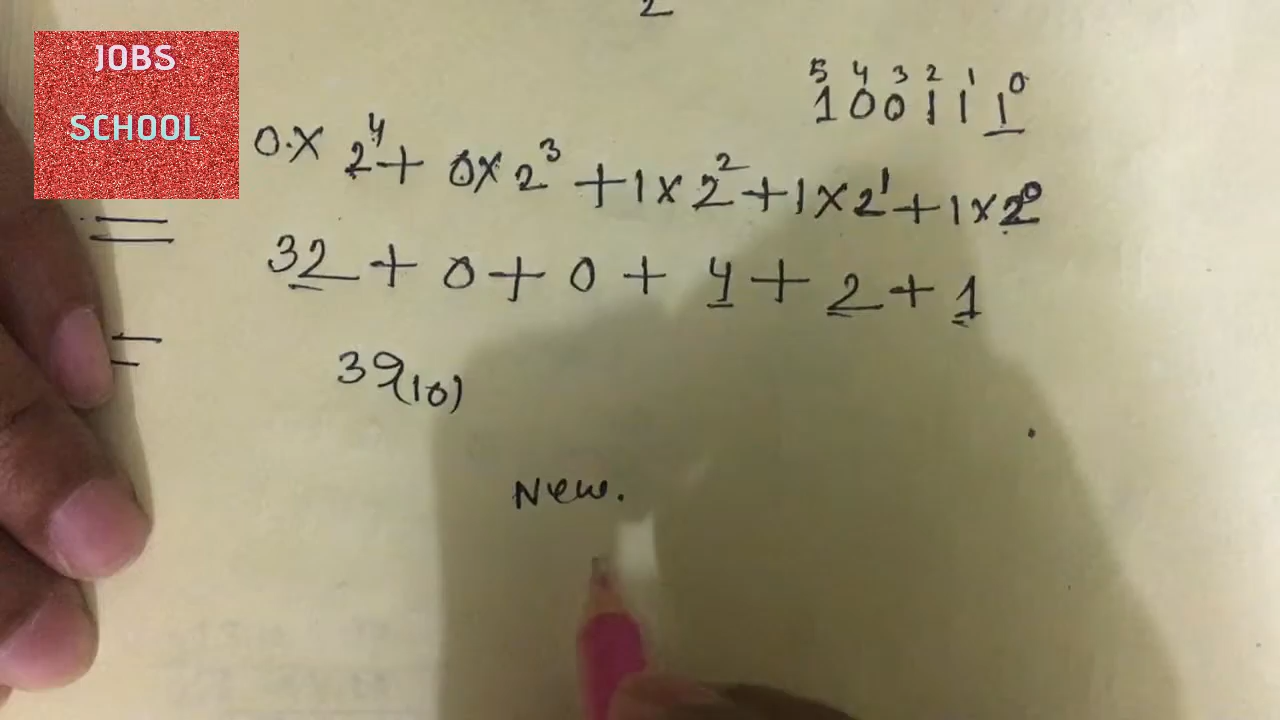 JOBS
SCHOOL
2
5 4 3 2 1 0
1 0 0 1 1 1
0.× 2⁴ + 0×2³ + 1×2² + 1×2¹ + 1×2⁰
= 32 + 0 + 0 + 4 + 2 + 1
= 39(10)
New.